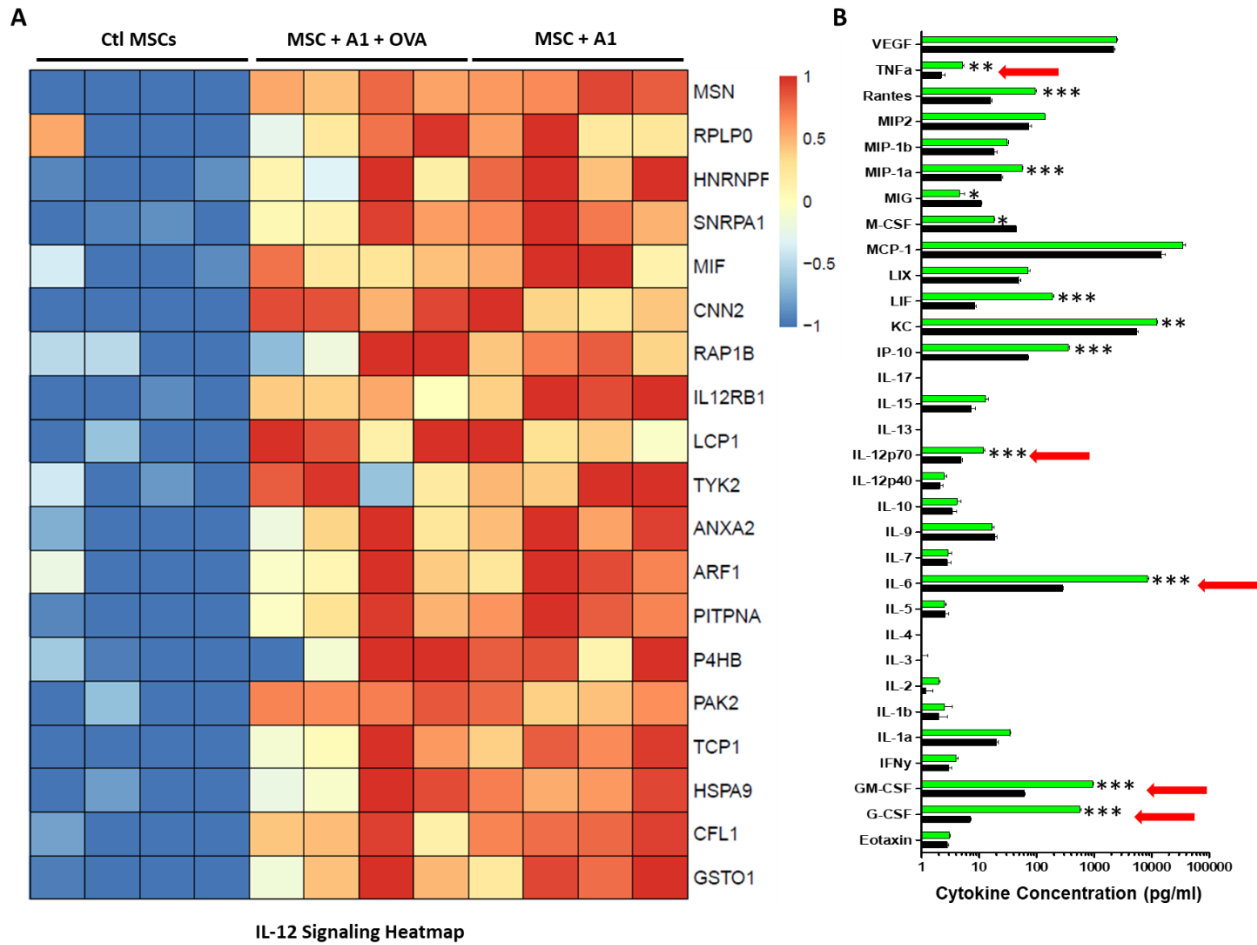 A
Ctl MSCs
MSC + A1 + OVA
MSC + A1
MSN
RPLP0
HNRNPF
SNRPA1
MIF
CNN2
RAP1B
IL12RB1
LCP1
TYK2
ANXA2
ARF1
PITPNA
P4HB
PAK2
TCP1
HSPA9
CFL1
GSTO1
1
0.5
0
−0.5
−1
IL-12 Signaling Heatmap
B
VEGF
TNFa **
Rantes ***
MIP2
MIP-1b
MIP-1a ***
MIG *
M-CSF *
MCP-1
LIX
LIF ***
KC **
IP-10 ***
IL-17
IL-15
IL-13
IL-12p70 ***
IL-12p40
IL-10
IL-9
IL-7
IL-6 ***
IL-5
IL-4
IL-3
IL-2
IL-1b
IL-1a
IFNy
GM-CSF ***
G-CSF ***
Eotaxin
1 10 100 1000 10000 100000
Cytokine Concentration (pg/ml)